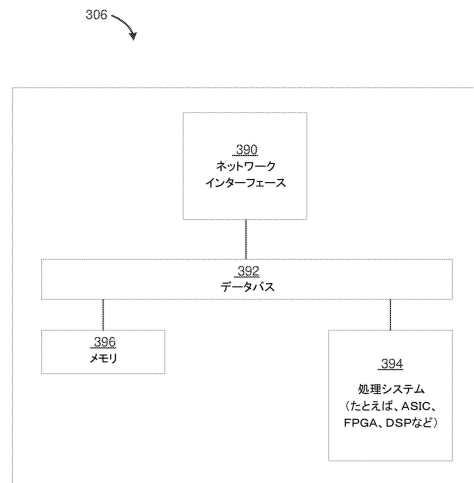 306
390
ネットワーク
インターフェース
392
データバス
396
メモリ
394
処理システム
(たとえば、ASIC、
FPGA、DSPなど)